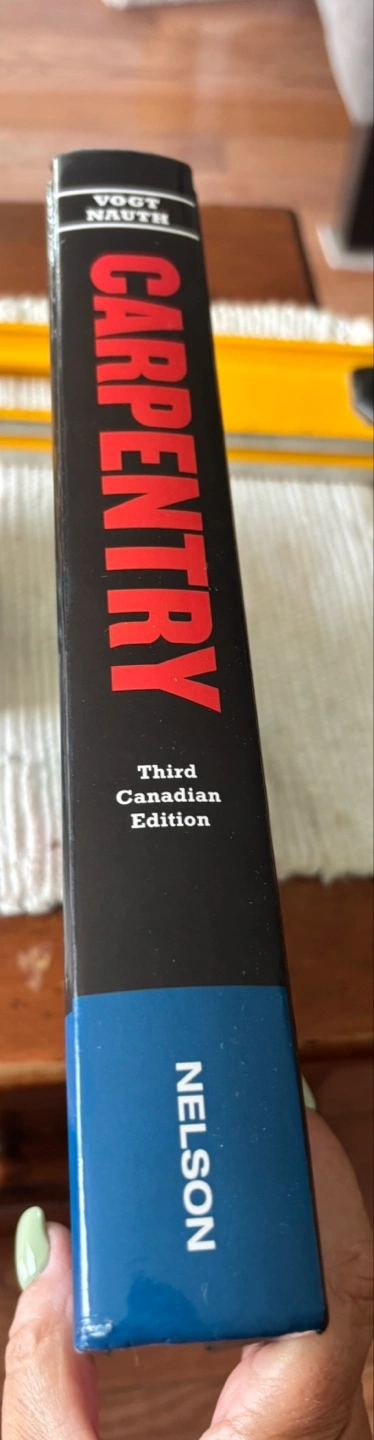 VOGT
NAUTH
CARPENTRY
Third
Canadian
Edition
NELSON